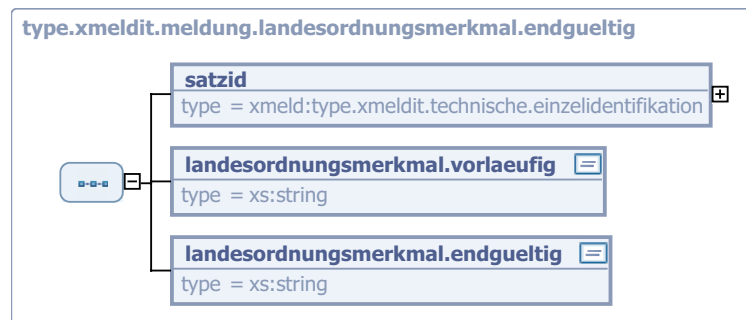 type.xmeldit.meldung.landesordnungsmerkmal.endgueltig
satzid
type = xmeld:type.xmeldit.technische.einzelidentifikation
landesordnungsmerkmal.vorlaeufig
type = xs:string
landesordnungsmerkmal.endgueltig
type = xs:string